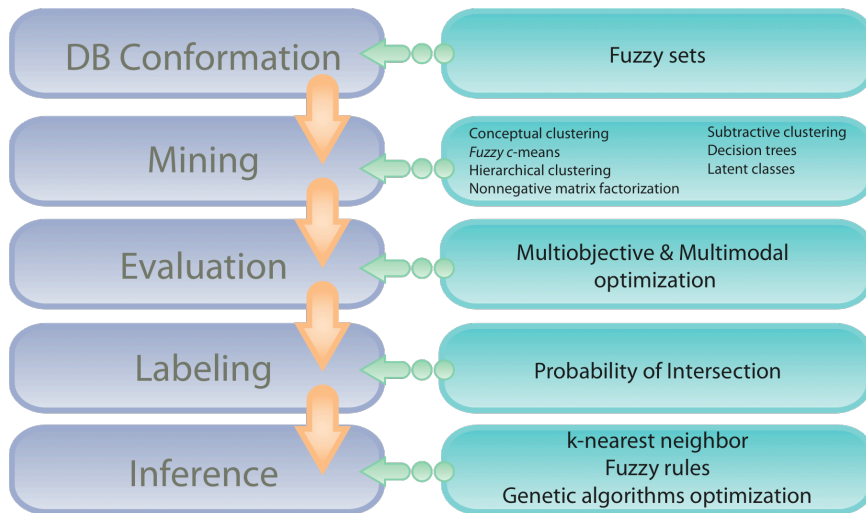 DB Conformation
Fuzzy sets
Mining
Conceptual clustering
Fuzzy c-means
Hierarchical clustering
Nonnegative matrix factorization
Subtractive clustering
Decision trees
Latent classes
Evaluation
Multiobjective & Multimodal
optimization
Labeling
Probability of Intersection
Inference
k-nearest neighbor
Fuzzy rules
Genetic algorithms optimization